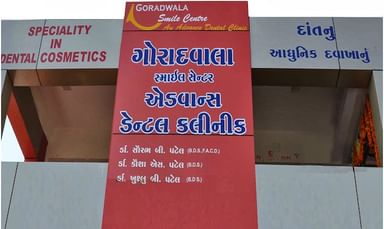 GORADWALA
Smile Centre
An Advance Dental Clinic
SPECIALITY
IN
DENTAL COSMETICS
ગોરાદવાલા
સ્માઈલ સેન્ટર
એડવાન્સ
ડેન્ટલ કલીનીક
ડૉ. સૌરભ બી. પટેલ (B.D.S,F.A.C.D.)
ડૉ. કૌશા એસ. પટેલ (B.D.S.)
ડૉ. ખુશ્બુ બી. પટેલ (B.D.S.)
દાંતનુ
આધુનિક દવાખાનું